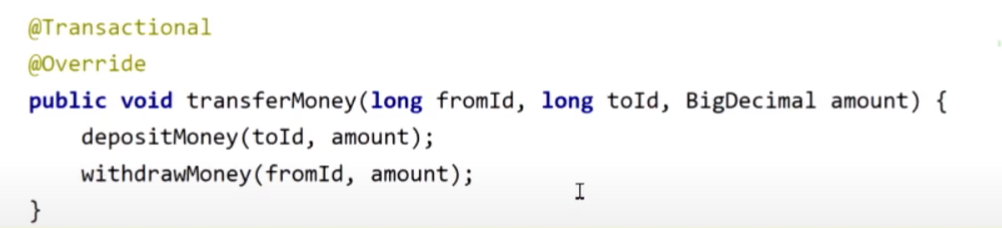 @Transactional
@Override
public void transferMoney(long fromId, long toId, BigDecimal amount) {
    depositMoney(toId, amount);
    withdrawMoney(fromId, amount);
}